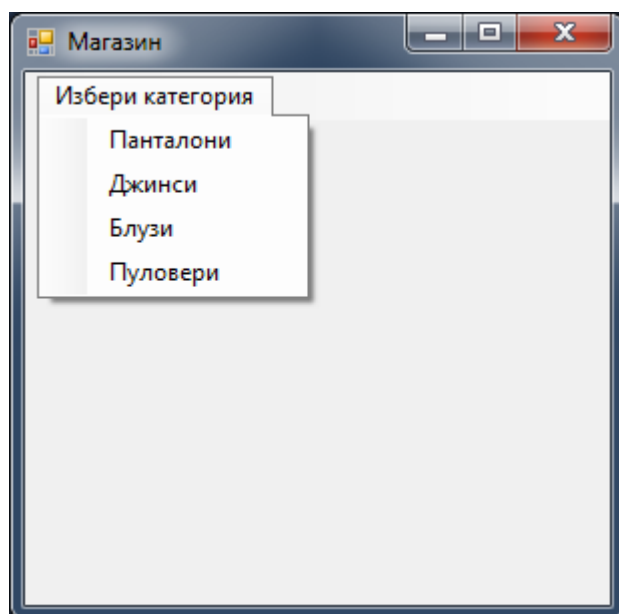 Магазин
Избери категория
Панталони
Джинси
Блузи
Пуловери